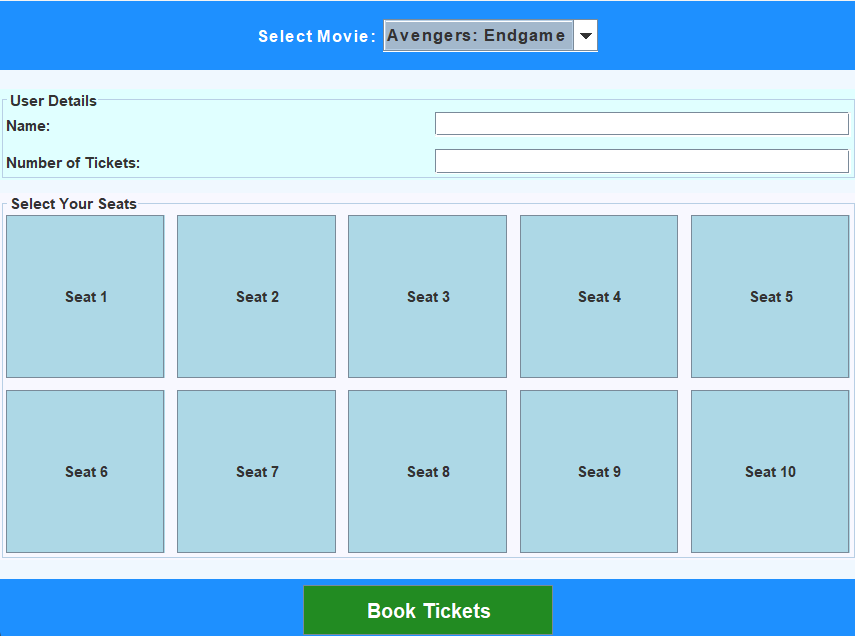 Select Movie: Avengers: Endgame
User Details
Name:
Number of Tickets:
Select Your Seats
Seat 1 Seat 2 Seat 3 Seat 4 Seat 5
Seat 6 Seat 7 Seat 8 Seat 9 Seat 10
Book Tickets